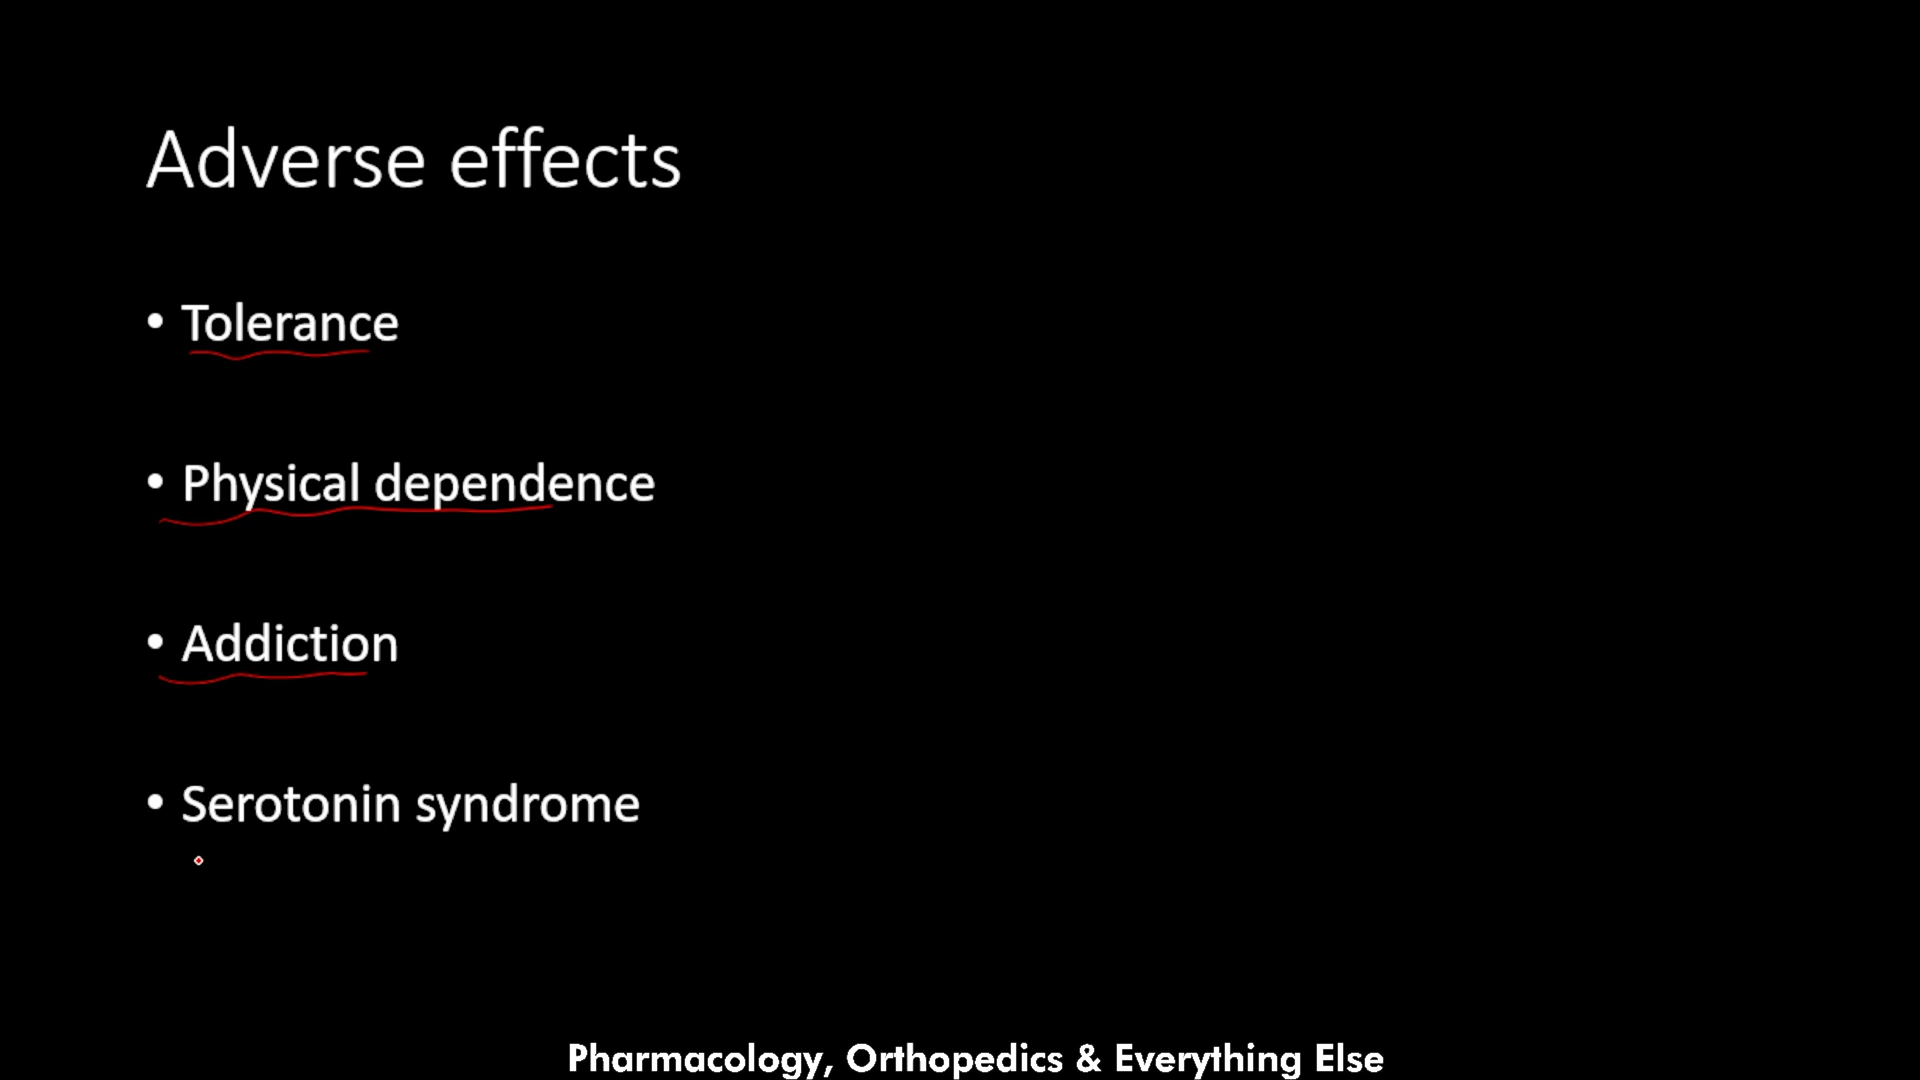 Adverse effects
• Tolerance
• Physical dependence
• Addiction
• Serotonin syndrome
Pharmacology, Orthopedics & Everything Else